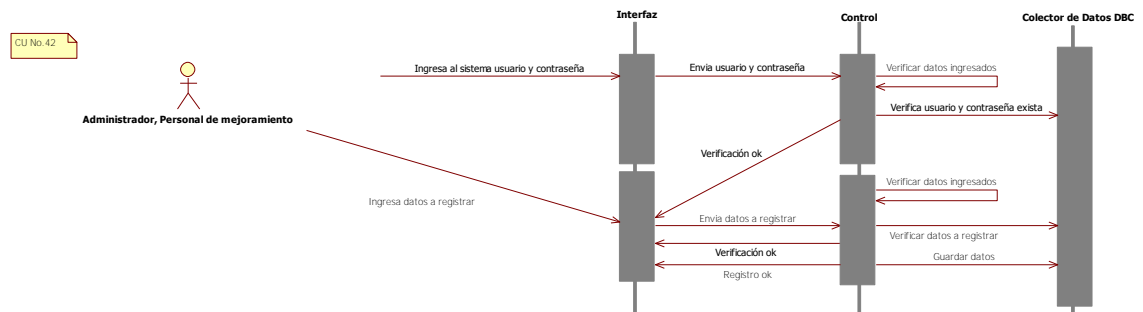 Interfaz
Control
Colector de Datos DBC
CU No.42
Ingresa al sistema usuario y contraseña
Envia usuario y contraseña
Verificar datos ingresados
Verifica usuario y contraseña exista
Administrador, Personal de mejoramiento
Verificación ok
Verificar datos ingresados
Ingresa datos a registrar
Envia datos a registrar
Verificar datos a registrar
Verificación ok
Guardar datos
Registro ok